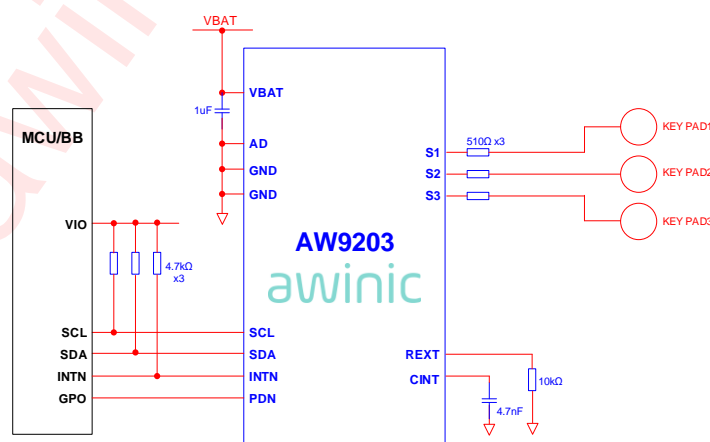 VBAT
VBAT
1uF
MCU/BB
AD
GND
GND
510Ω x3
S1
S2
S3
KEY PAD1
KEY PAD2
KEY PAD3
VIO
AW9203
awinic
4.7kΩ
x3
SCL
SDA
INTN
GPO
SCL
SDA
INTN
PDN
REXT
CINT
10kΩ
4.7nF